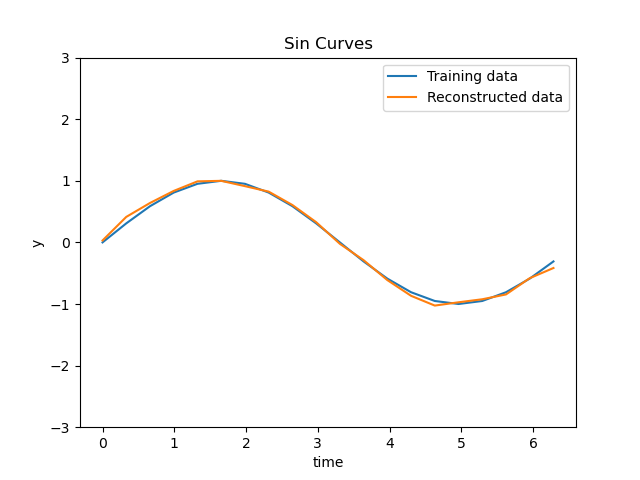 Sin Curves
Training data
Reconstructed data
3
2
1
0
−1
−2
−3
y
0 1 2 3 4 5 6
time